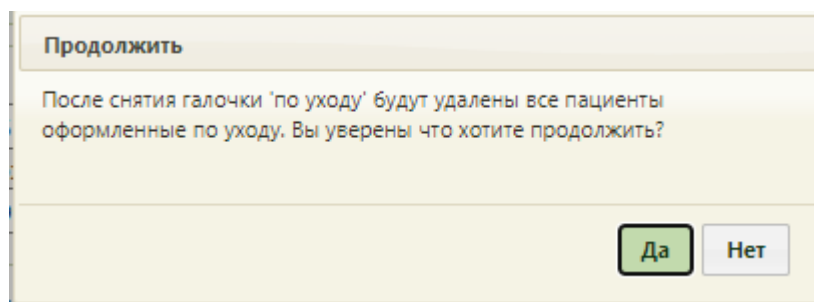 Продолжить
После снятия галочки 'по уходу' будут удалены все пациенты
оформленные по уходу. Вы уверены что хотите продолжить?
Да Нет